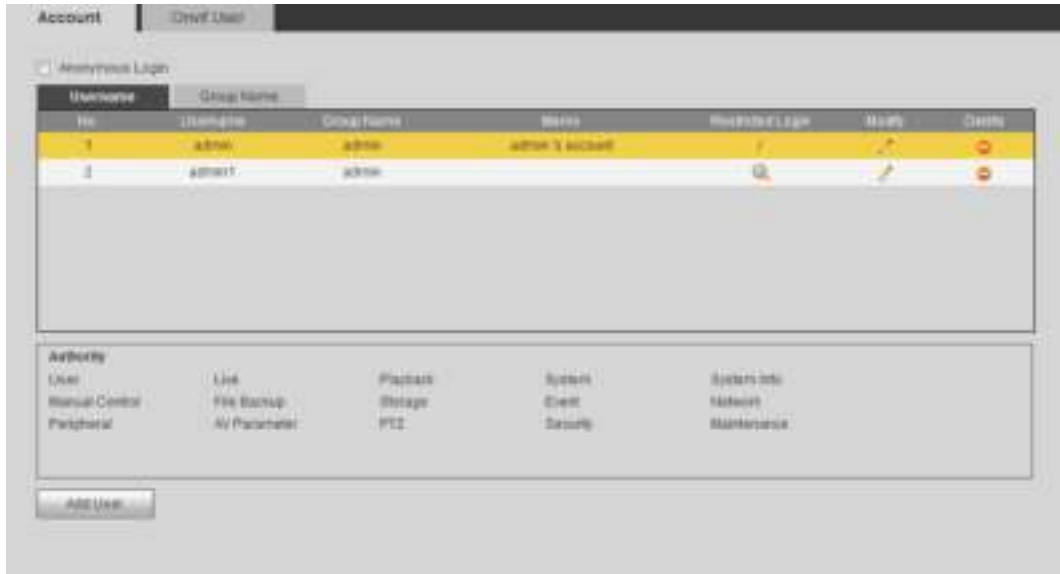 Account Onvif User
Anonymous Login
Username Group Name
No. Username Group Name Memo Restricted Login Modify Delete
1 admin admin admin 's account /
2 admin1 admin
Authority
User Live Playback System System Info
Manual Control File Backup Storage Event Network
Peripheral AV Parameter PTZ Security Maintenance
Add User